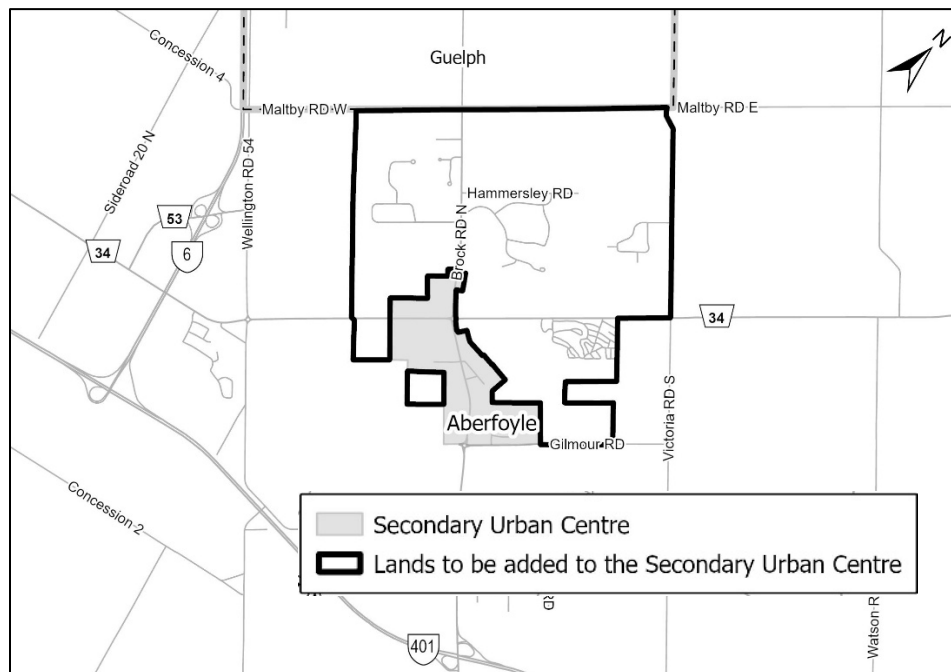 Concession 4
Guelph
N
Maltby RD W
Maltby RD E
Sideroad 20 N
Wellington RD 54
Hammersley RD
Brock RD N
53
34
6
34
Aberfoyle
Gilmour RD
Victoria RD S
Concession 2
Secondary Urban Centre
Lands to be added to the Secondary Urban Centre
RD
Watson R
401